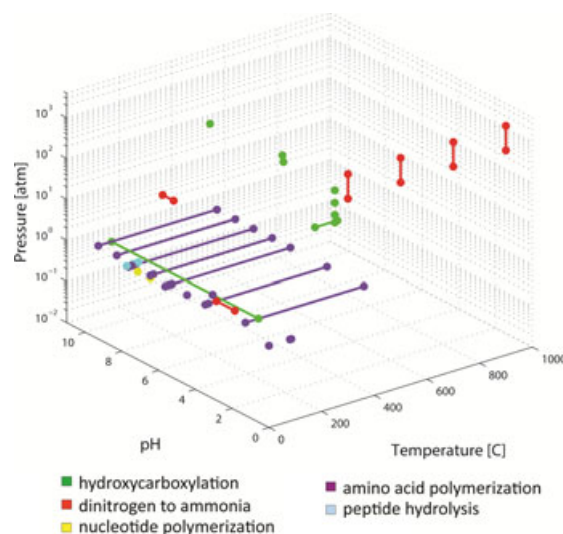 10³
10²
10¹
10⁰
10⁻¹
10⁻²
Pressure [atm]
10
8
6
4
2
0
pH
0
200
400
600
800
1000
Temperature [C]
hydroxycarboxylation
dinitrogen to ammonia
nucleotide polymerization
amino acid polymerization
peptide hydrolysis